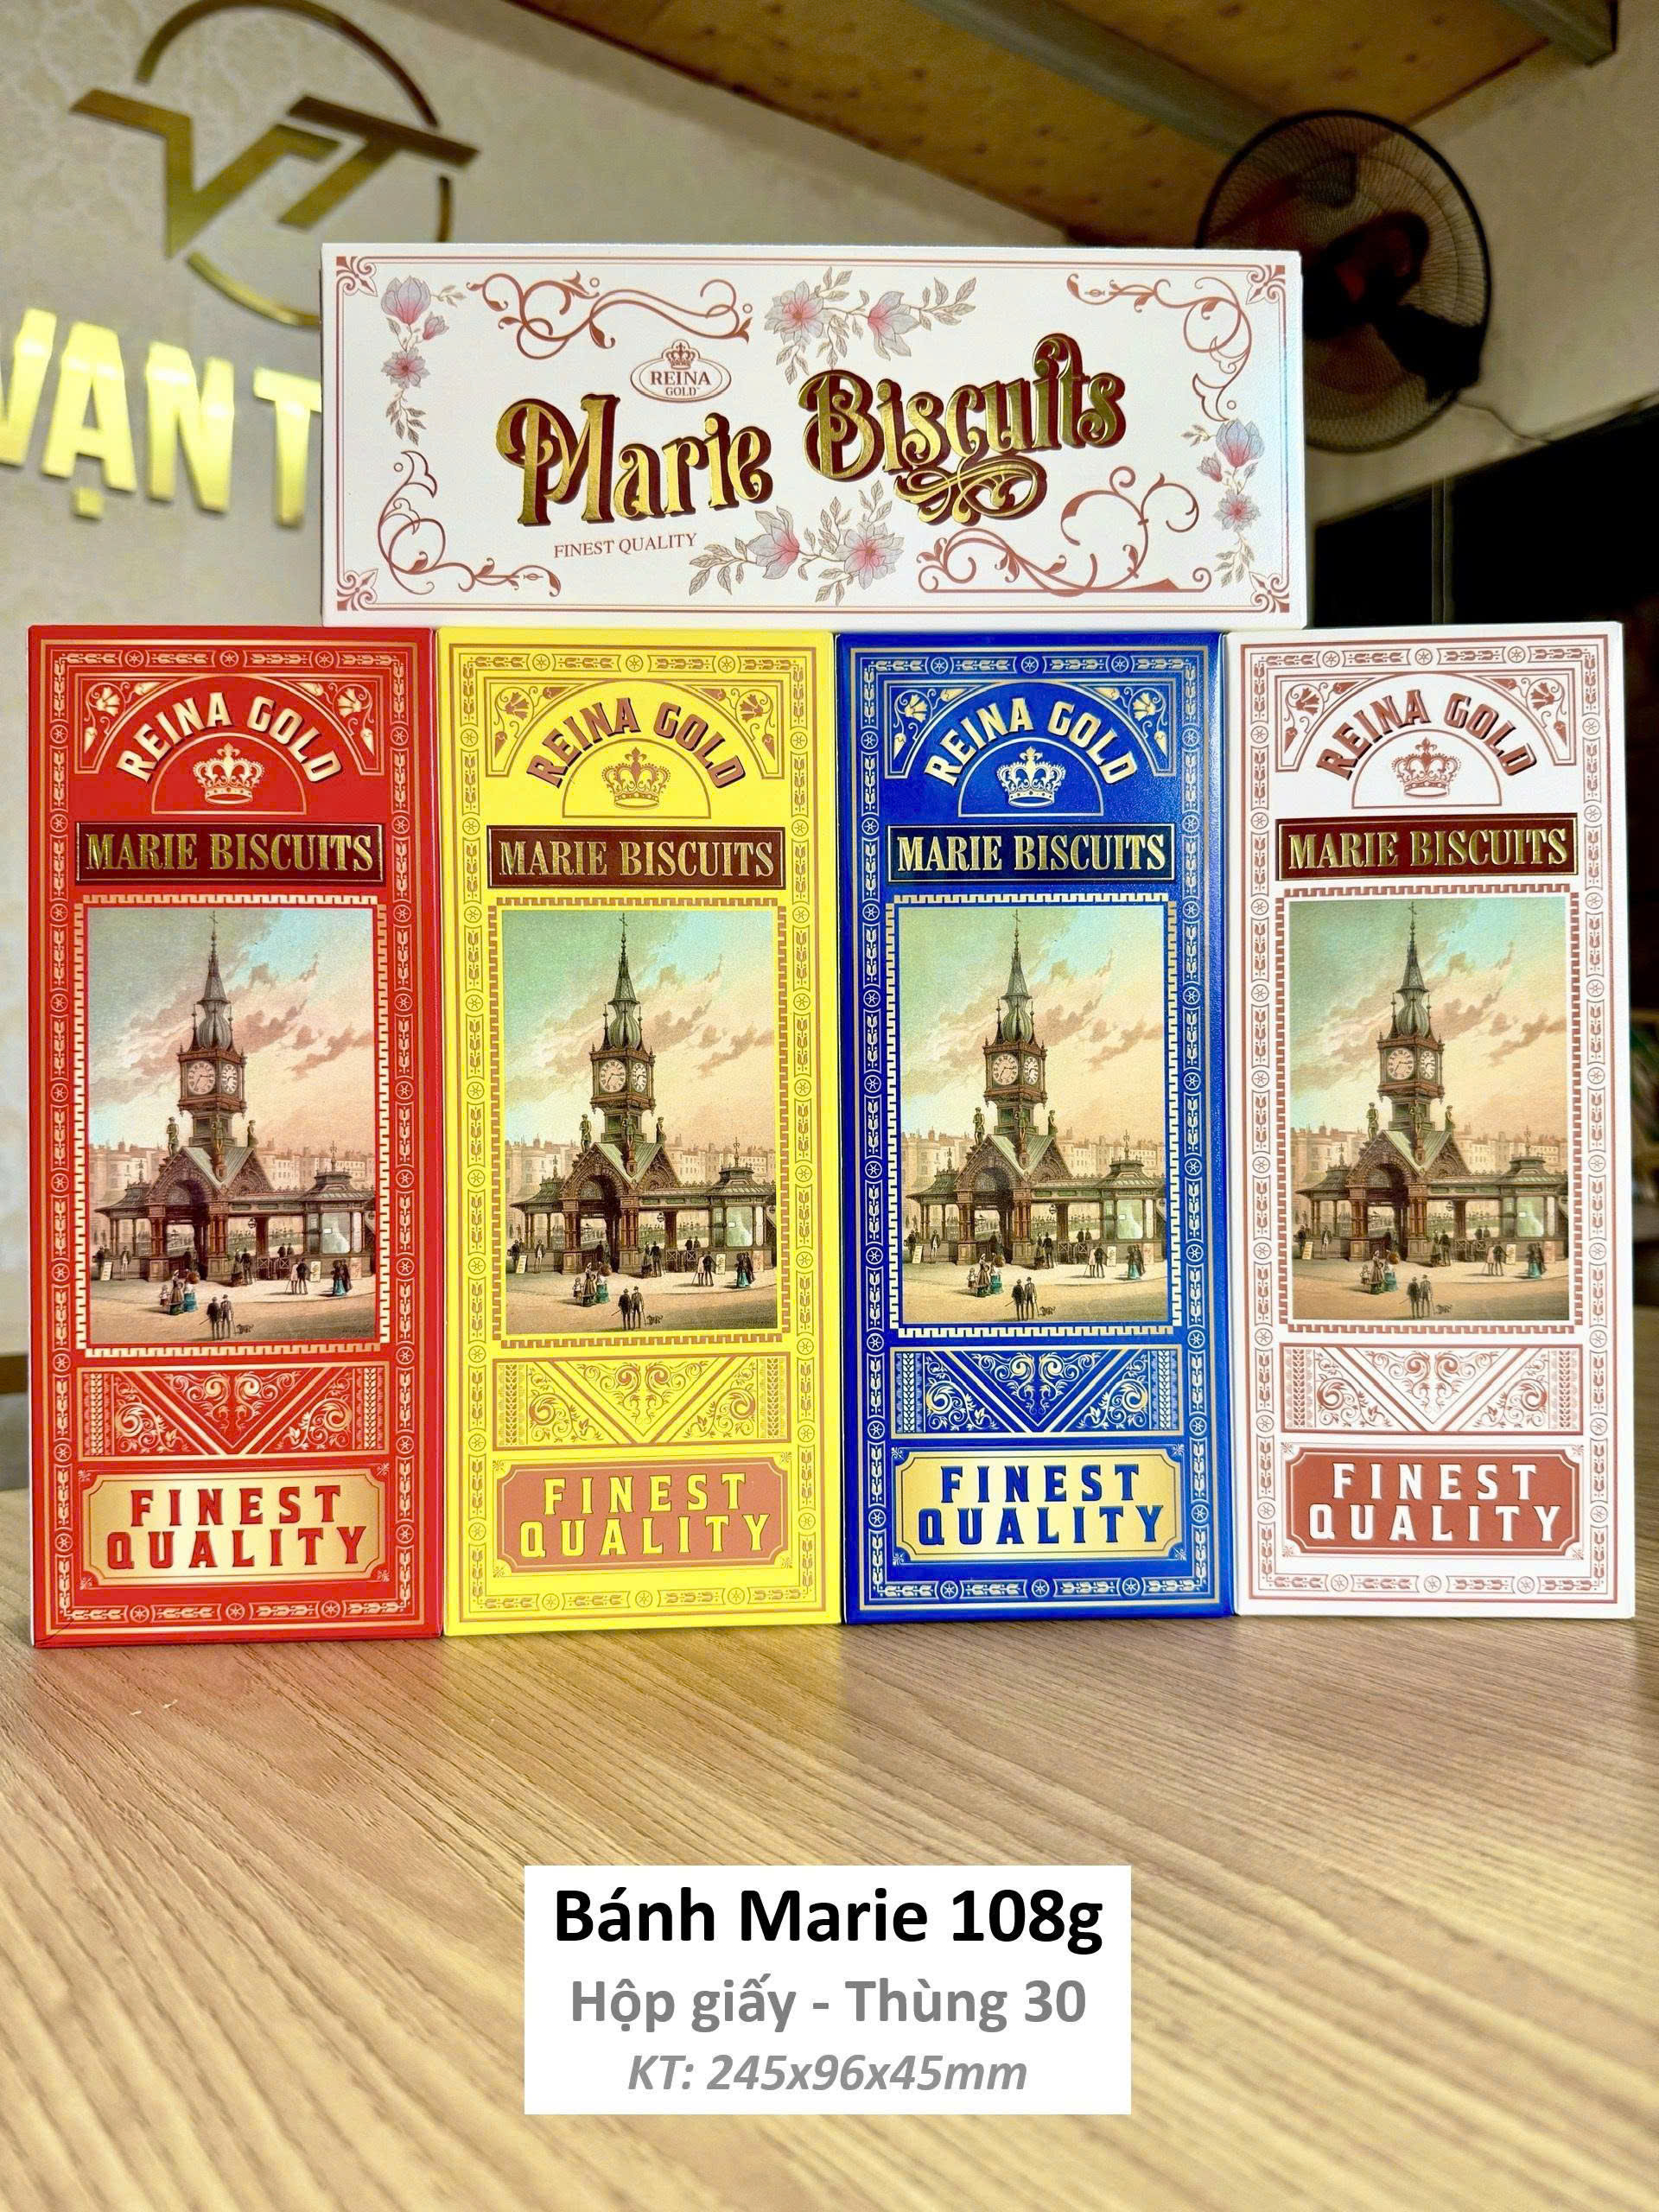 VT
VẠN T
REINA
GOLD
Marie Biscuits
FINEST QUALITY
REINA GOLD
MARIE BISCUITS
FINEST
QUALITY
REINA GOLD
MARIE BISCUITS
FINEST
QUALITY
REINA GOLD
MARIE BISCUITS
FINEST
QUALITY
REINA GOLD
MARIE BISCUITS
FINEST
QUALITY
Bánh Marie 108g
Hộp giấy - Thùng 30
KT: 245x96x45mm